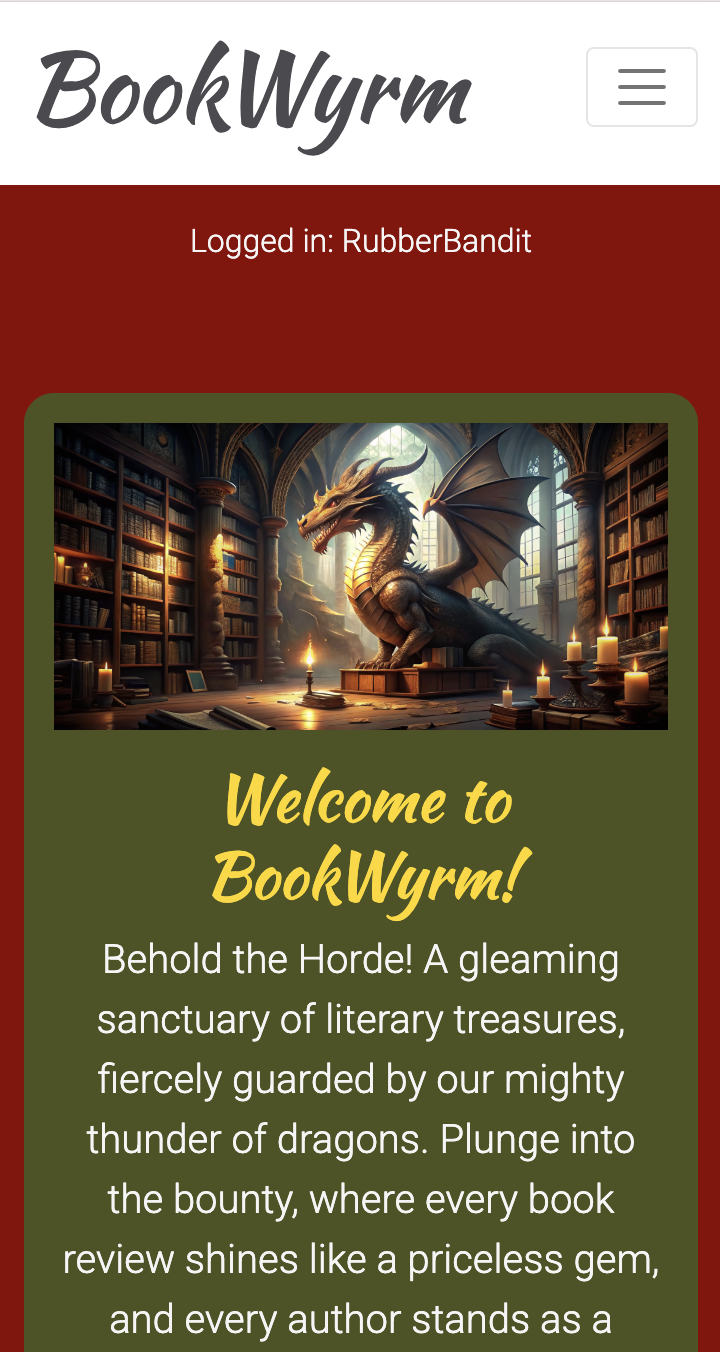 BookWyrm
Logged in: RubberBandit
Welcome to
BookWyrm!
Behold the Horde! A gleaming
sanctuary of literary treasures,
fiercely guarded by our mighty
thunder of dragons. Plunge into
the bounty, where every book
review shines like a priceless gem,
and every author stands as a